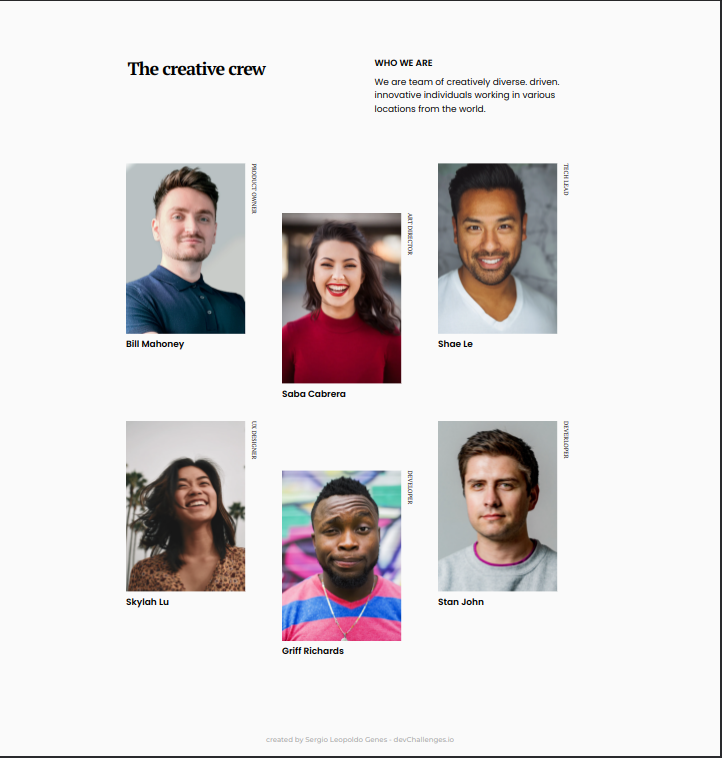 The creative crew
WHO WE ARE
We are team of creatively diverse. driven.
innovative individuals working in various
locations from the world.
PRODUCT OWNER
Bill Mahoney
ART DIRECTOR
Saba Cabrera
TECH LEAD
Shae Le
UX DESIGNER
Skylah Lu
DEVELOPER
Griff Richards
DEVERLOPER
Stan John
created by Sergio Leopoldo Genes - devChallenges.io